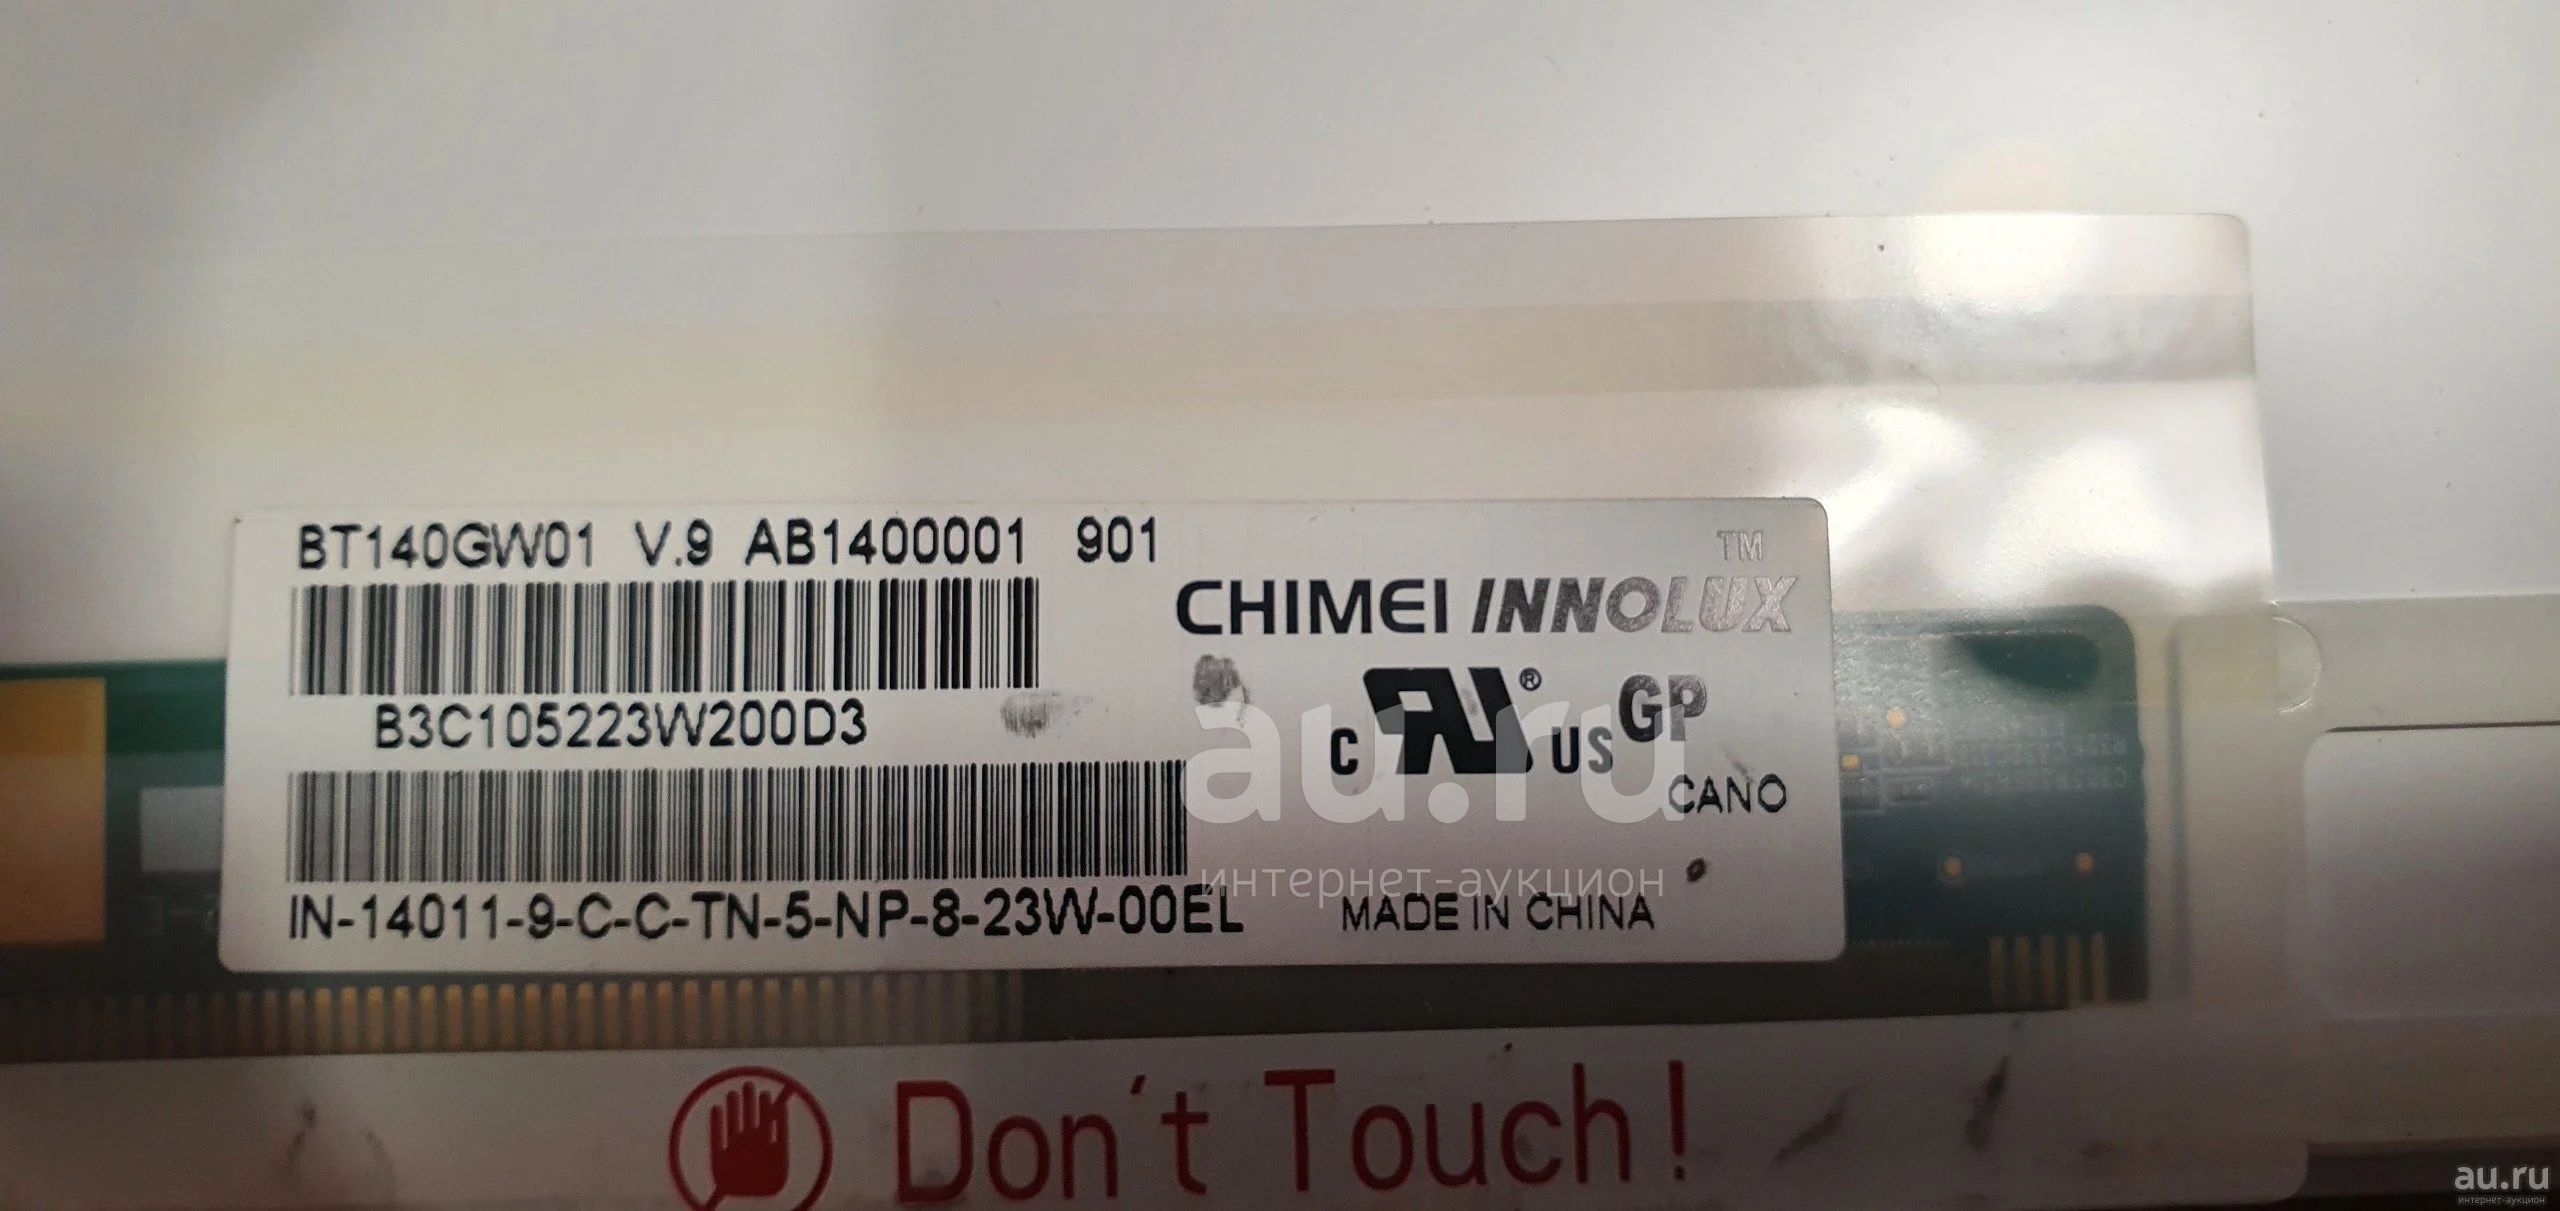 BT140GW01 V.9 AB1400001 901
TM
CHIMEI INNOLUX
B3C105223W200D3
C ® US GP
CANO
IN-14011-9-C-C-TN-5-NP-8-23W-00EL
MADE IN CHINA
Don't Touch!
au.ru
интернет-аукцион
au.ru
интернет-аукцион